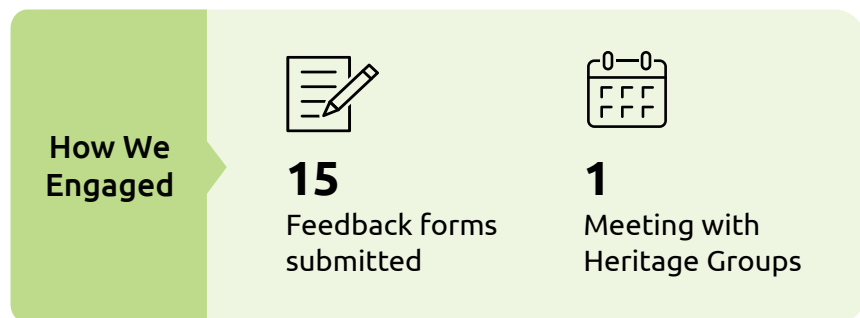 How We
Engaged
15
Feedback forms
submitted
1
Meeting with
Heritage Groups